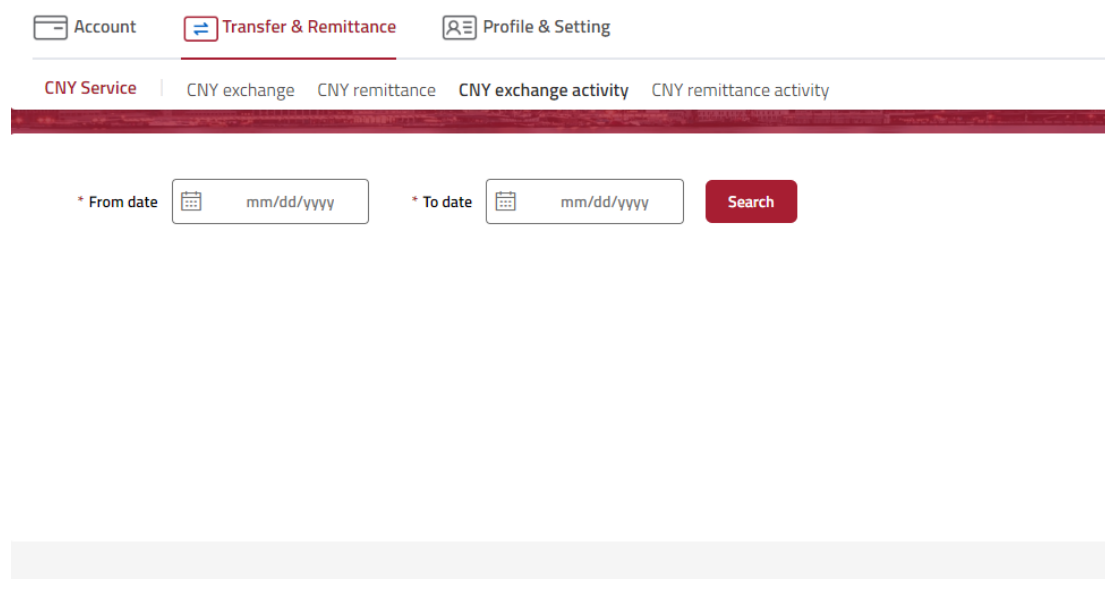 Account Transfer & Remittance Profile & Setting
CNY Service CNY exchange CNY remittance CNY exchange activity CNY remittance activity
* From date mm/dd/yyyy * To date mm/dd/yyyy Search